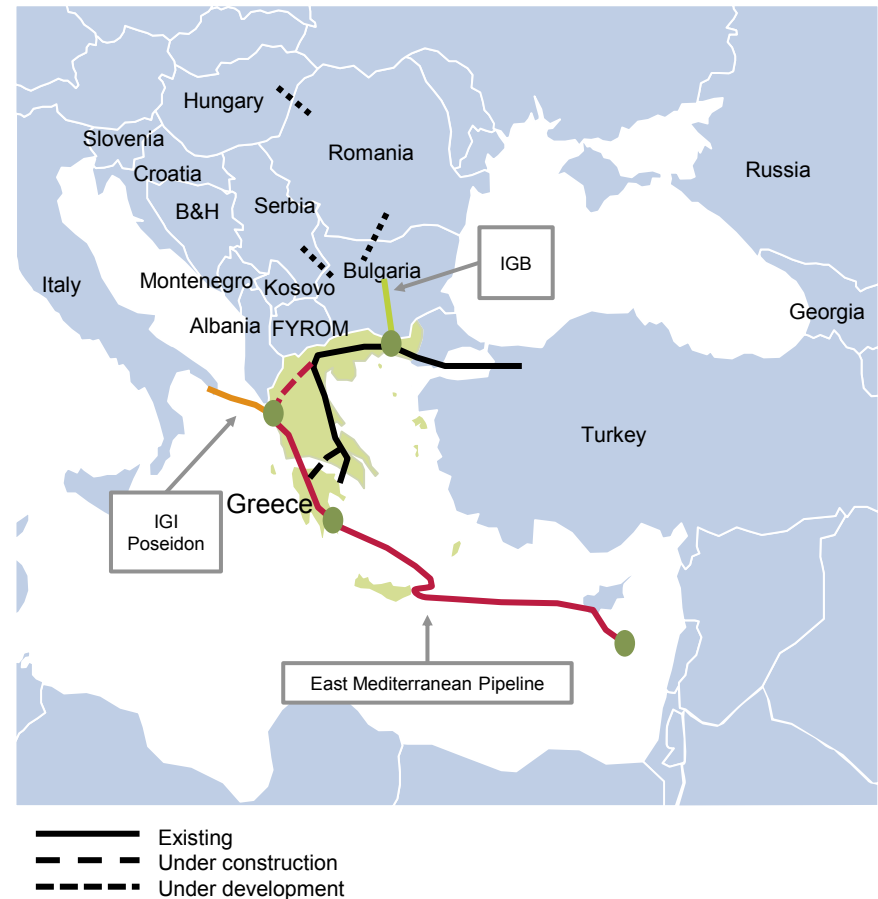 Hungary
Slovenia
Romania
Croatia
Russia
B&H
Serbia
IGB
Bulgaria
Italy
Montenegro
Kosovo
Georgia
Albania
FYROM
Turkey
Greece
IGI
Poseidon
East Mediterranean Pipeline
Existing
Under construction
Under development